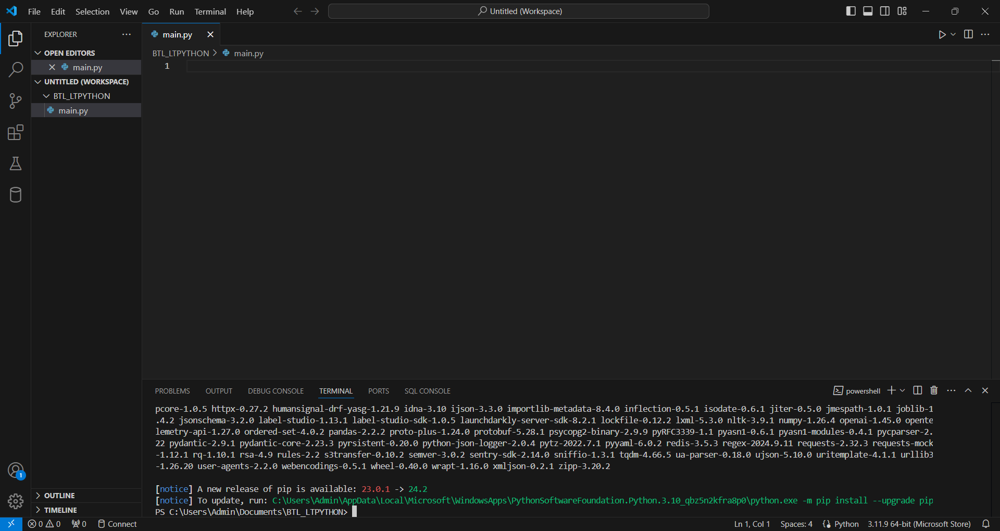 File Edit Selection View Go Run Terminal Help
Untitled (Workspace)
EXPLORER
main.py
OPEN EDITORS
main.py
UNTITLED (WORKSPACE)
BTL_LTPYTHON
main.py
BTL_LTPYTHON > main.py
1
PROBLEMS OUTPUT DEBUG CONSOLE TERMINAL PORTS SQL CONSOLE
powershell
pcore-1.0.5 httpx-0.27.2 humansignal-drf-yasg-1.21.9 idna-3.10 ijson-3.3.0 importlib-metadata-8.4.0 inflection-0.5.1 isodate-0.6.1 jiter-0.5.0 jmespath-1.0.1 joblib-1
.4.2 jsonschema-3.2.0 label-studio-1.13.1 label-studio-sdk-1.0.5 launchdarkly-server-sdk-8.2.1 lockfile-0.12.2 lxml-5.3.0 nltk-3.9.1 numpy-1.26.4 openai-1.45.0 opente
lemetry-api-1.27.0 ordered-set-4.0.2 pandas-2.2.2 proto-plus-1.24.0 protobuf-5.28.1 psycopg2-binary-2.9.9 pyRFC3339-1.1 pyasn1-0.6.1 pyasn1-modules-0.4.1 pycparser-2.
22 pydantic-2.9.1 pydantic-core-2.23.3 pyrsistent-0.20.0 python-json-logger-2.0.4 pytz-2022.7.1 pyyaml-6.0.2 redis-3.5.3 regex-2024.9.11 requests-2.32.3 requests-mock
-1.12.1 rq-1.10.1 rsa-4.9 rules-2.2 s3transfer-0.10.2 semver-3.0.2 sentry-sdk-2.14.0 sniffio-1.3.1 tqdm-4.66.5 ua-parser-0.18.0 ujson-5.10.0 uritemplate-4.1.1 urllib3
-1.26.20 user-agents-2.2.0 webencodings-0.5.1 wheel-0.40.0 wrapt-1.16.0 xmljson-0.2.1 zipp-3.20.2
[notice] A new release of pip is available: 23.0.1 -> 24.2
[notice] To update, run: C:\Users\Admin\AppData\Local\Microsoft\WindowsApps\PythonSoftwareFoundation.Python.3.10_qbz5n2kfra8p0\python.exe -m pip install --upgrade pip
PS C:\Users\Admin\Documents\BTL_LTPYTHON>
1
OUTLINE
TIMELINE
0 0 0 Connect
Ln 1, Col 1 Spaces: 4 Python 3.11.9 64-bit (Microsoft Store)